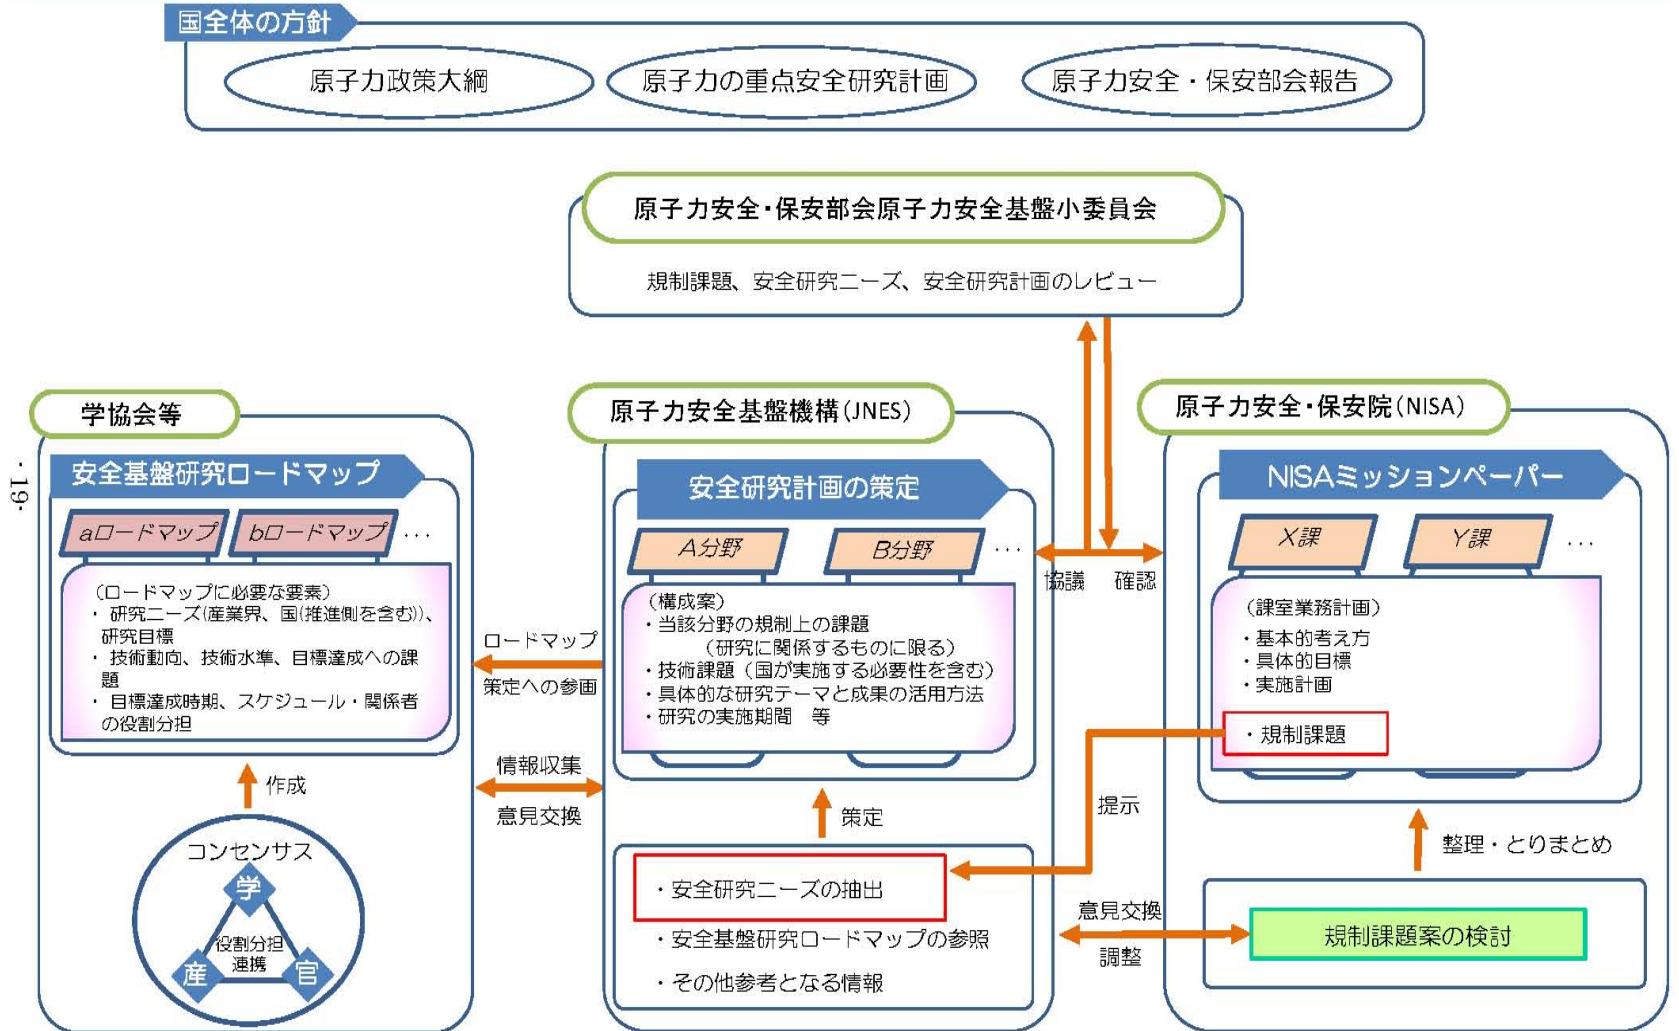 国全体の方針
原子力政策大綱
原子力の重点安全研究計画
原子力安全・保安部会報告
原子力安全・保安部会原子力安全基盤小委員会
規制課題、安全研究ニーズ、安全研究計画のレビュー
学協会等
安全基盤研究ロードマップ
aロードマップ
bロードマップ
・・・
(ロードマップに必要な要素)
・ 研究ニーズ(産業界、国(推進側を含む))、
研究目標
・ 技術動向、技術水準、目標達成への課
題
・ 目標達成時期、スケジュール・関係者
の役割分担
作成
コンセンサス
学
役割分担
連携
産
官
ロードマップ
策定への参画
情報収集
意見交換
原子力安全基盤機構(JNES)
安全研究計画の策定
A分野
B分野
・・・
(構成案)
・当該分野の規制上の課題
(研究に関係するものに限る)
・技術課題(国が実施する必要性を含む)
・具体的な研究テーマと成果の活用方法
・研究の実施期間 等
策定
・安全研究ニーズの抽出
・安全基盤研究ロードマップの参照
・その他参考となる情報
協議
確認
提示
意見交換
調整
原子力安全・保安院(NISA)
NISAミッションペーパー
X課
Y課
・・・
(課室業務計画)
・基本的考え方
・具体的目標
・実施計画
・規制課題
整理・とりまとめ
規制課題案の検討
・19・